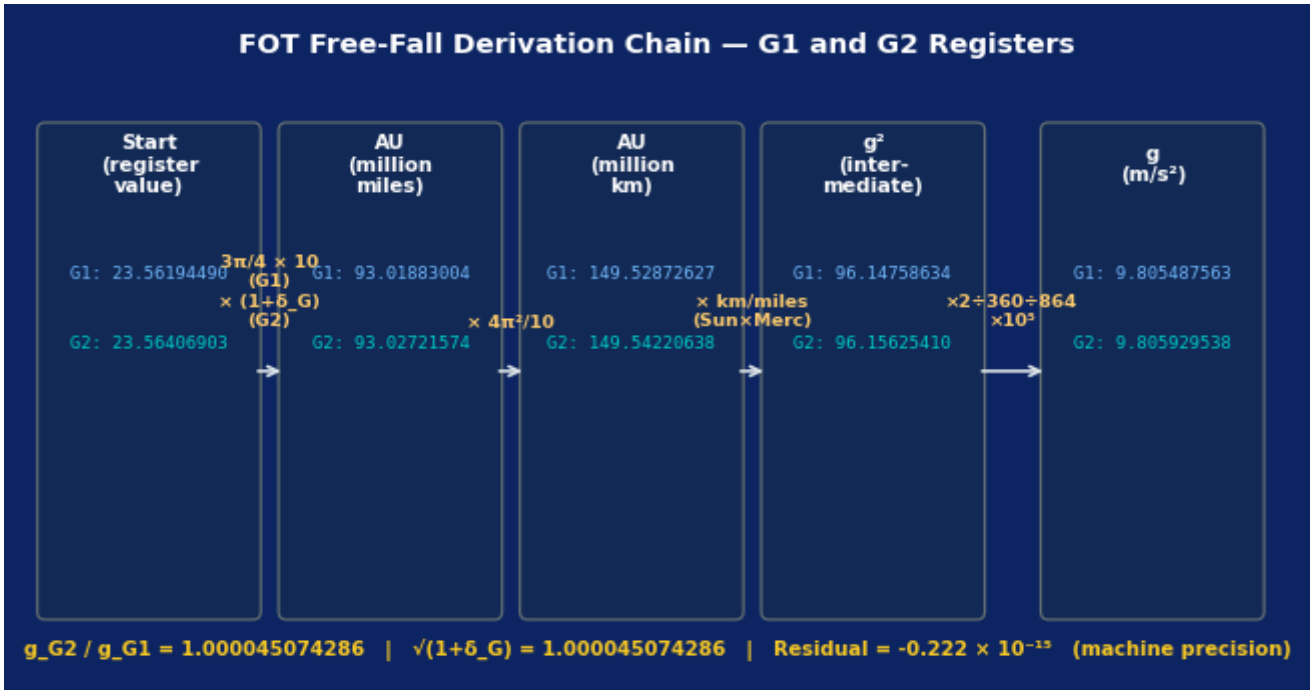 FOT Free-Fall Derivation Chain — G1 and G2 Registers
Start
(register
value)
AU
(million
miles)
AU
(million
km)
g²
(inter-
mediate)
g
(m/s²)
3π/4 × 10
(G1)
× (1+δ_G)
(G2)
× 4π²/10
× km/miles
(Sun×Merc)
×2÷360÷864
×10⁵
G1: 23.56194490
G1: 93.01883004
G1: 149.52872627
G1: 96.14758634
G1: 9.805487563
G2: 23.56406903
G2: 93.02721574
G2: 149.54220638
G2: 96.15625410
G2: 9.805929538
g_G2 / g_G1 = 1.000045074286 | √(1+δ_G) = 1.000045074286 | Residual = -0.222 × 10⁻¹⁵ (machine precision)